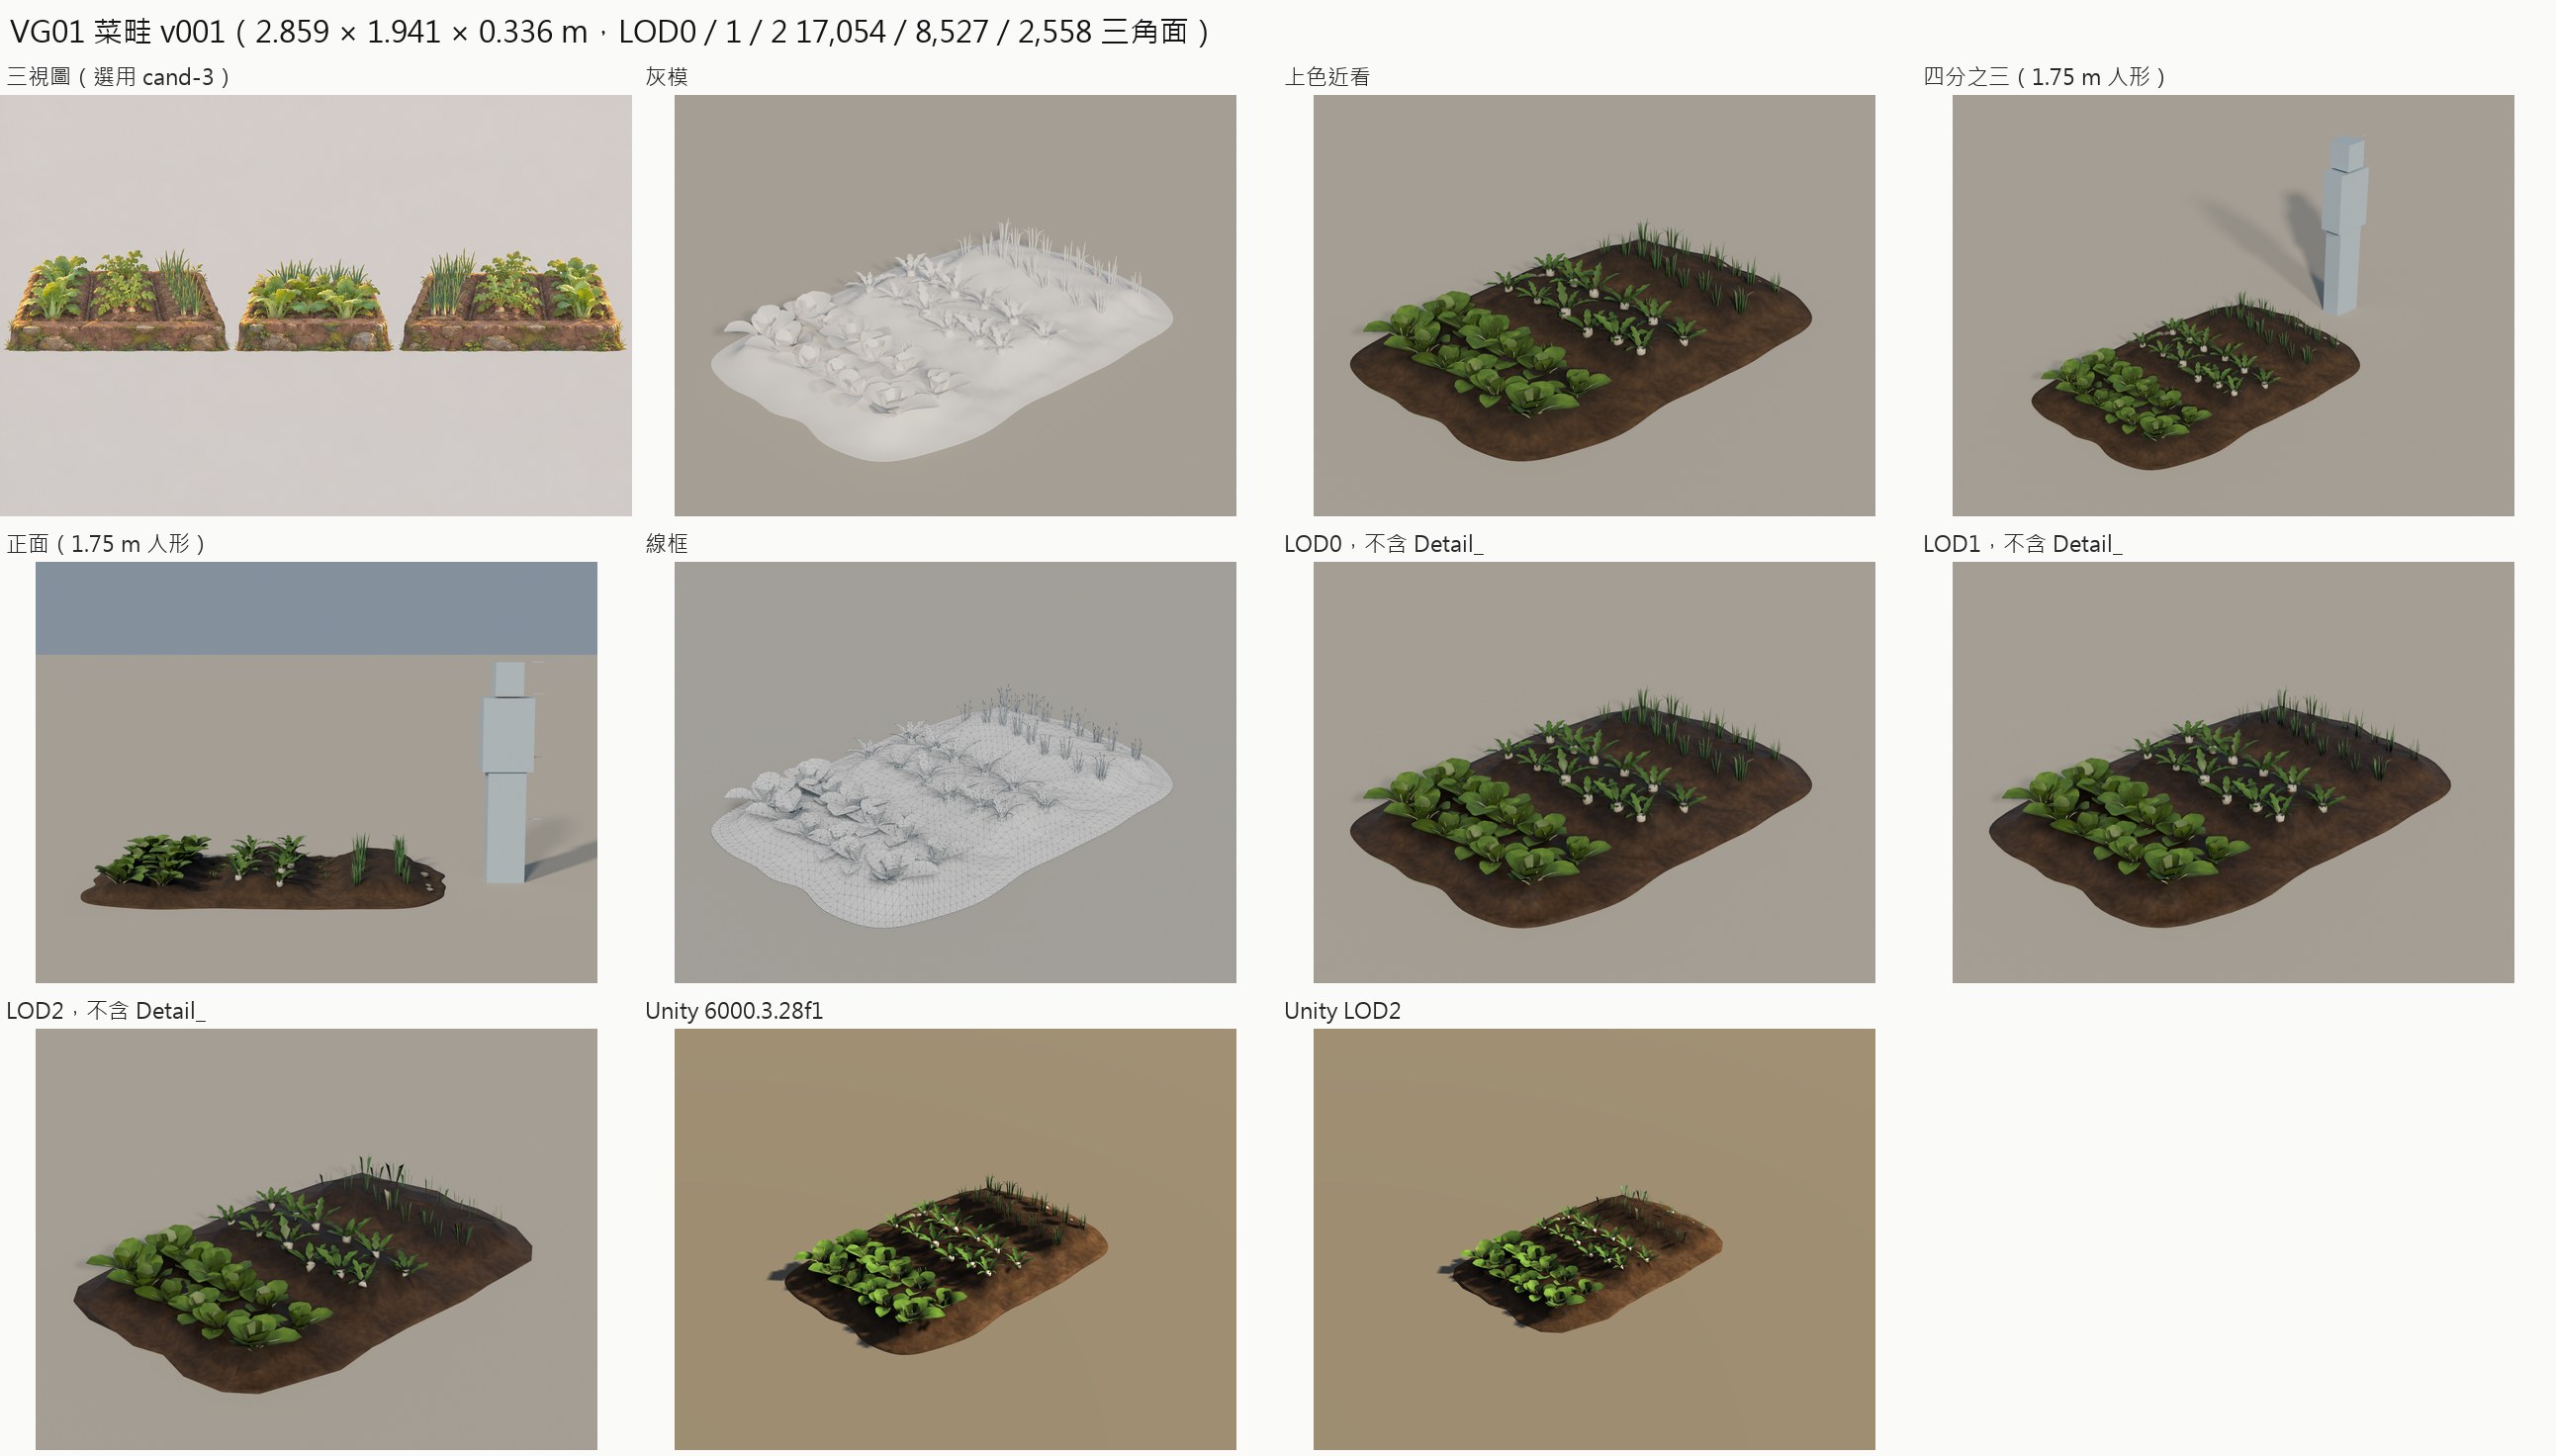 VG01 菜畦 v001（2.859 × 1.941 × 0.336 m，LOD0 / 1 / 2 17,054 / 8,527 / 2,558 三角面）
三視圖（選用 cand-3）
灰模
上色近看
四分之三（1.75 m 人形）
正面（1.75 m 人形）
線框
LOD0，不含 Detail_
LOD1，不含 Detail_
LOD2，不含 Detail_
Unity 6000.3.28f1
Unity LOD2